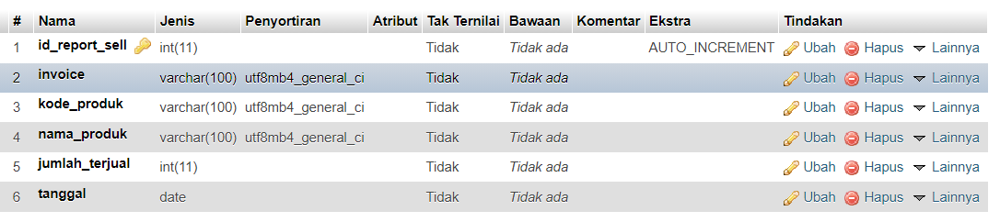 # Nama Jenis Penyortiran Atribut Tak Ternilai Bawaan Komentar Ekstra Tindakan
1 id_report_sell int(11) Tidak Tidak ada AUTO_INCREMENT Ubah Hapus Lainnya
2 invoice varchar(100) utf8mb4_general_ci Tidak Tidak ada Ubah Hapus Lainnya
3 kode_produk varchar(100) utf8mb4_general_ci Tidak Tidak ada Ubah Hapus Lainnya
4 nama_produk varchar(100) utf8mb4_general_ci Tidak Tidak ada Ubah Hapus Lainnya
5 jumlah_terjual int(11) Tidak Tidak ada Ubah Hapus Lainnya
6 tanggal date Tidak Tidak ada Ubah Hapus Lainnya